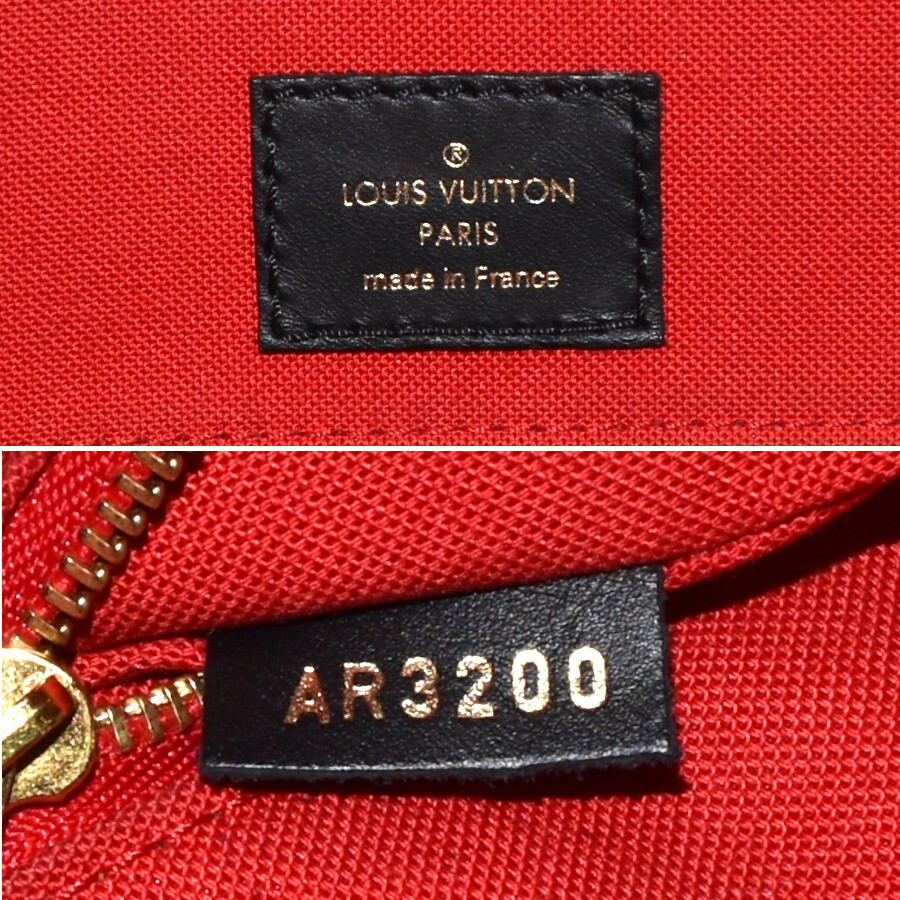 ®
LOUIS VUITTON
PARIS
made in France
AR3200